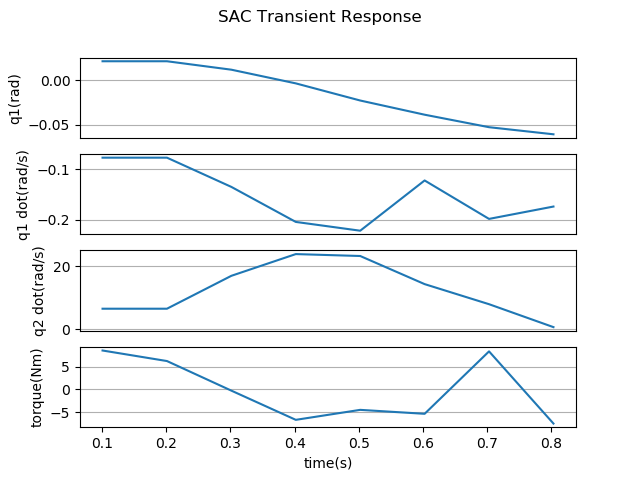 SAC Transient Response
q1(rad)
0.00
−0.05
q1 dot(rad/s)
−0.1
−0.2
q2 dot(rad/s)
20
0
torque(Nm)
5
0
−5
0.1 0.2 0.3 0.4 0.5 0.6 0.7 0.8
time(s)